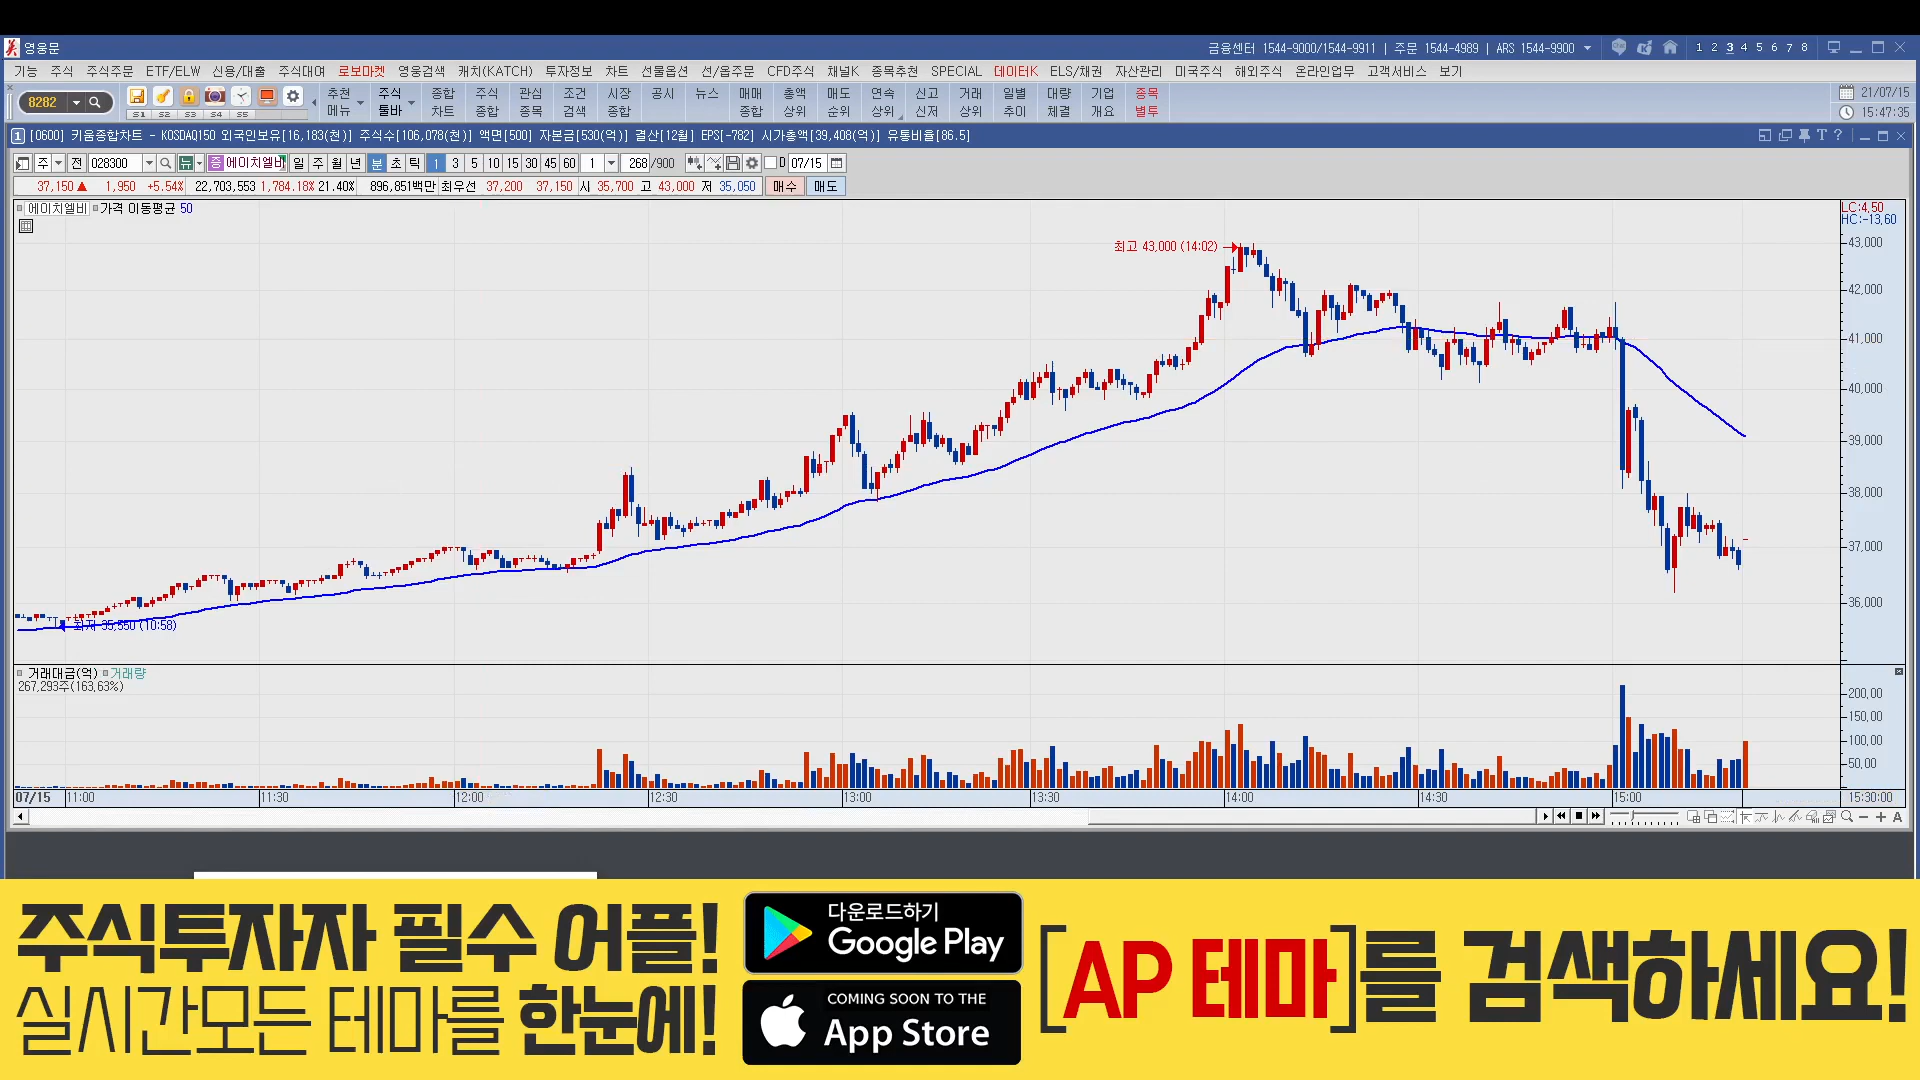 영웅문
금융센터 1544-9000/1544-9911 | 주문 1544-4989 | ARS 1544-9900
1 2 3 4 5 6 7 8
기능 주식 주식주문 ETF/ELW 신용/대출 주식대여 로보마켓 영웅검색 캐치(KATCH) 투자정보 차트 선물옵션 선/옵주문 CFD주식 채널K 종목추천 SPECIAL 데이터K ELS/채권 자산관리 미국주식 해외주식 온라인업무 고객서비스 보기
8282
S1 S2 S3 S4 S5
추천 주식 종합 주식 관심 조건 시장 공시 뉴스 매매 총액 매도 연속 신고 거래 일별 대량 기업 종목
메뉴 툴바 차트 종합 종목 검색 종합 종합 상위 순위 상위 신저 상위 추이 체결 개요 별투
21/07/15
15:47:35
1 [0600] 키움종합차트 - KOSDAQ150 외국인보유[16,183(천)] 주식수[106,078(천)] 액면[500] 자본금[530(억)] 결산[12월] EPS[-782] 시가총액[39,408(억)] 유통비율[86.5]
T ?
주 전 028300 뉴 증 에이치엘비 일 주 월 년 분 초 틱 1 3 5 10 15 30 45 60 1 268 /900 D 07/15
37,150 ▲ 1,950 +5.54% 22,703,553 1,784.18% 21.40% 896,851백만 최우선 37,200 37,150 시 35,700 고 43,000 저 35,050 매수 매도
에이치엘비 가격 이동평균 50
LC:4,50
HC:-13,60
최고 43,000 (14:02)
43,000
42,000
41,000
40,000
39,000
38,000
37,000
36,000
최저 35,550 (10:58)
거래대금(억) 거래량
267,293주(163,63%)
200,00
150,00
100,00
50,00
07/15 11:00 11:30 12:00 12:30 13:00 13:30 14:00 14:30 15:00 15:30:00
A
주식투자자 필수 어플!
실시간모든 테마를 한눈에!
다운로드하기
Google Play
COMING SOON TO THE
App Store
[AP 테마]를 검색하세요!